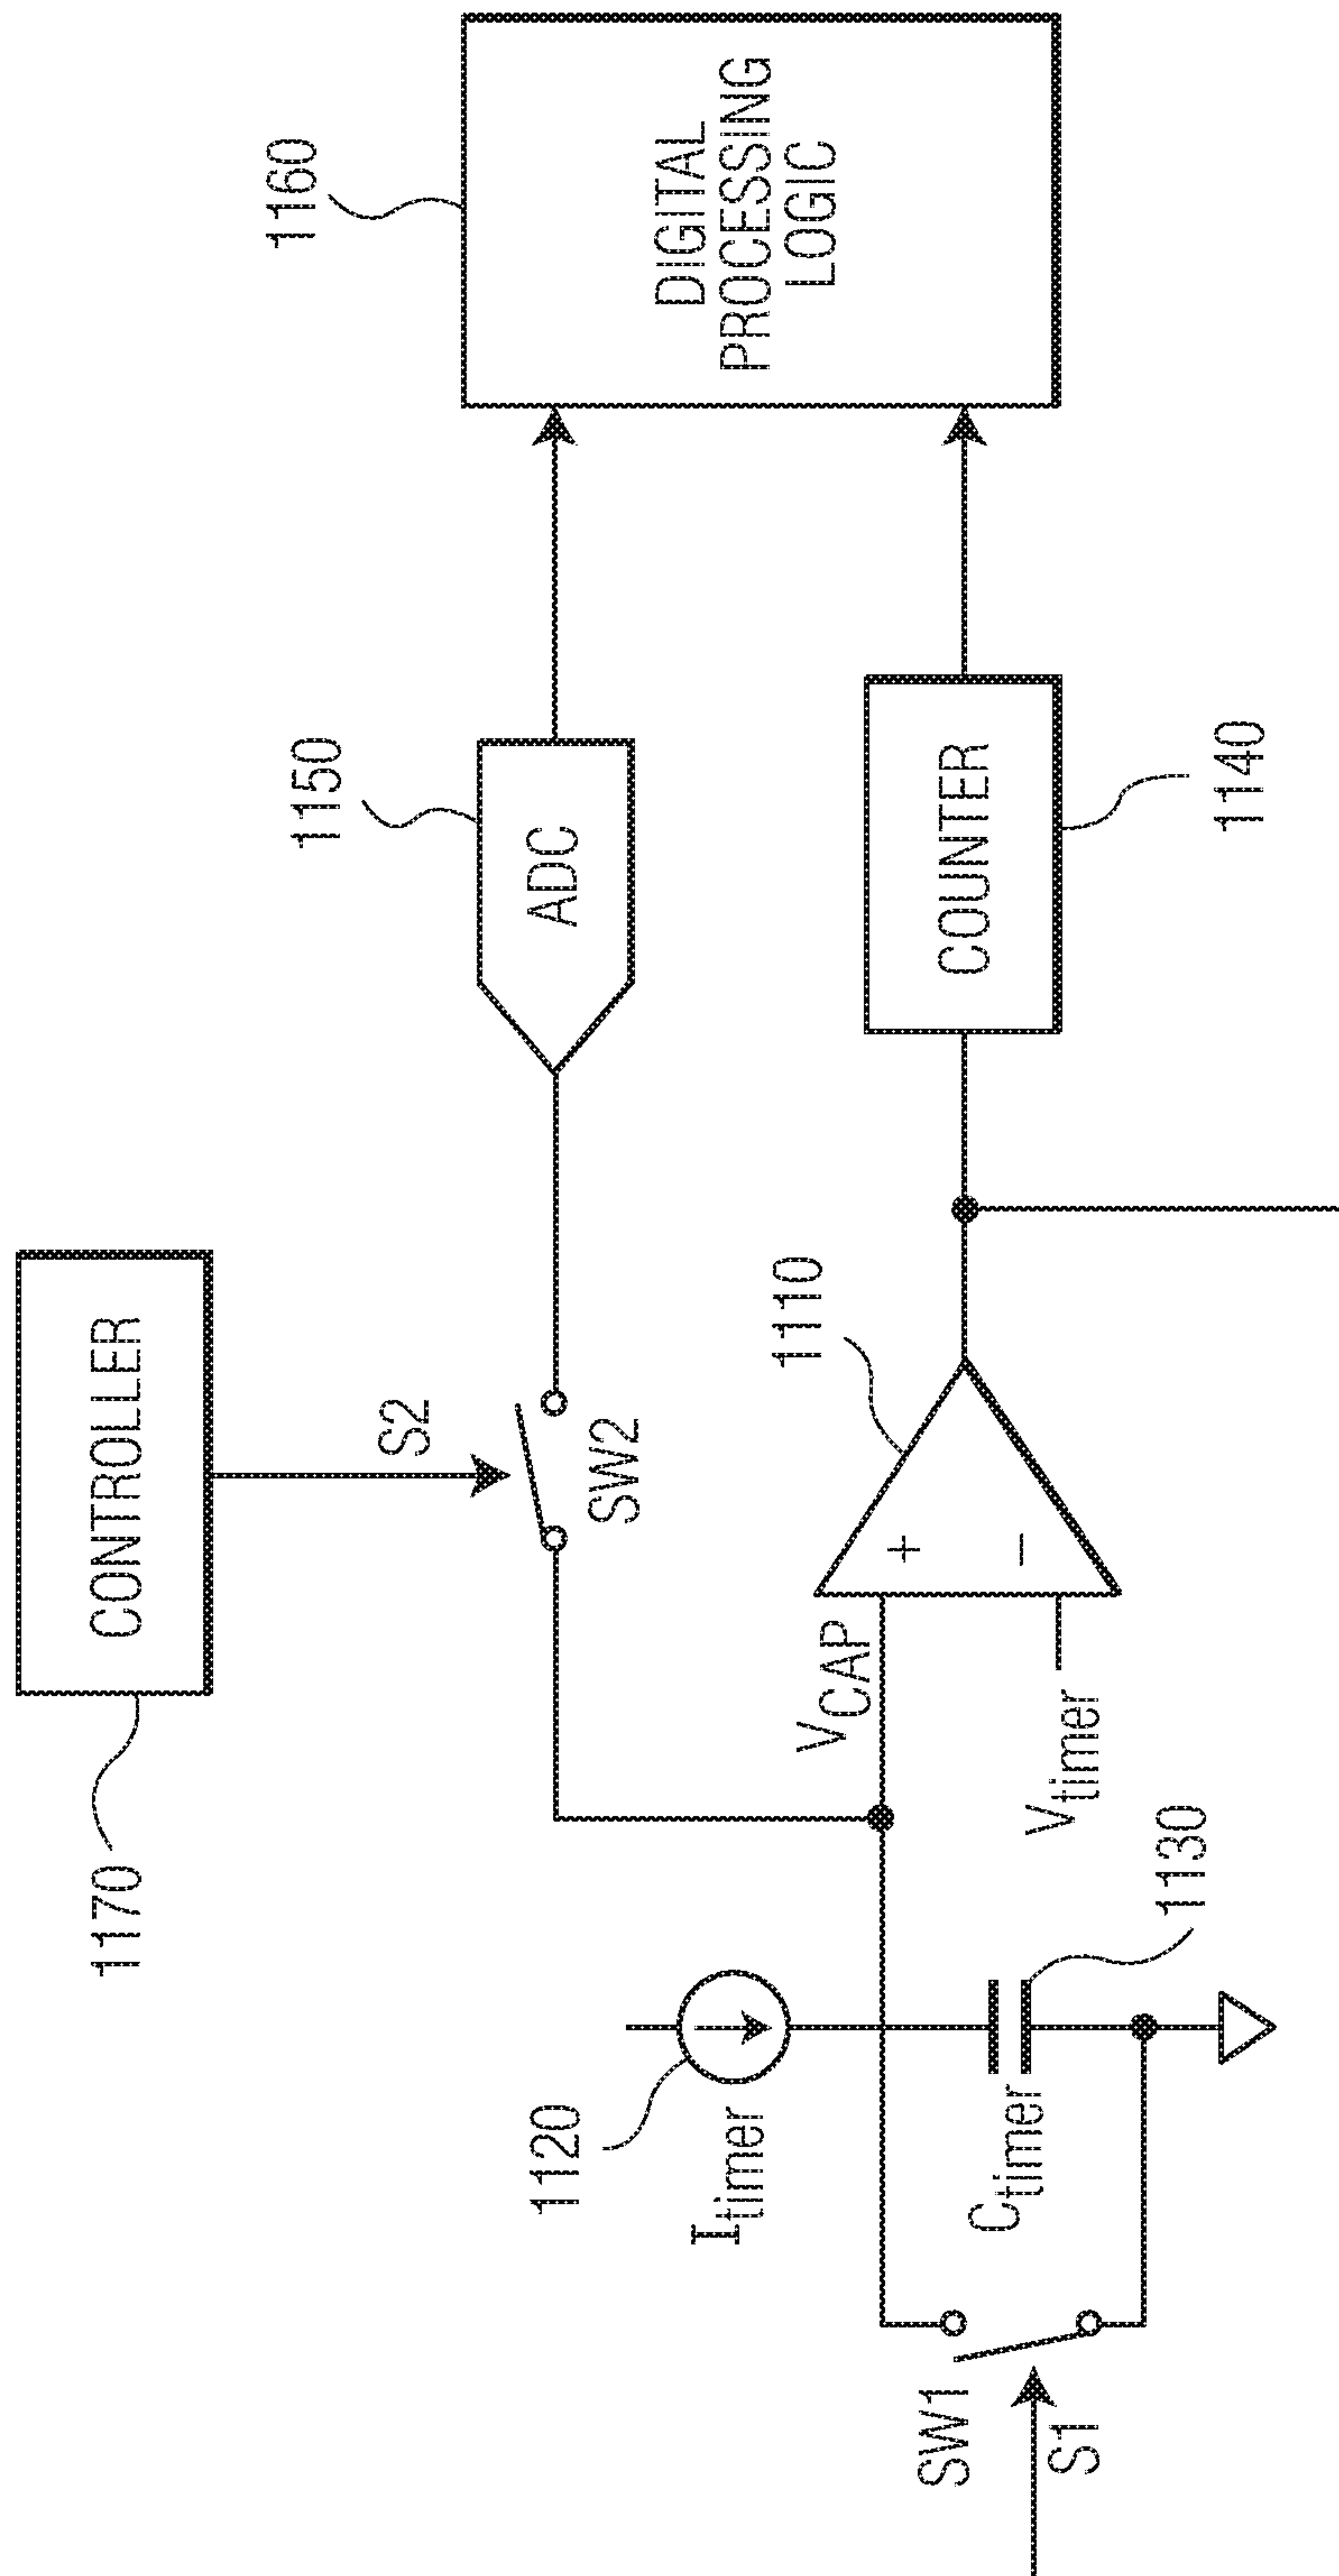 CONTROLLER
1170
S2
SW2
1150
ADC
1160
DIGITAL
PROCESSING
LOGIC
1120
Itimer
VCAP
1110
+
−
Vtimer
COUNTER
1140
SW1
S1
Ctimer
1130